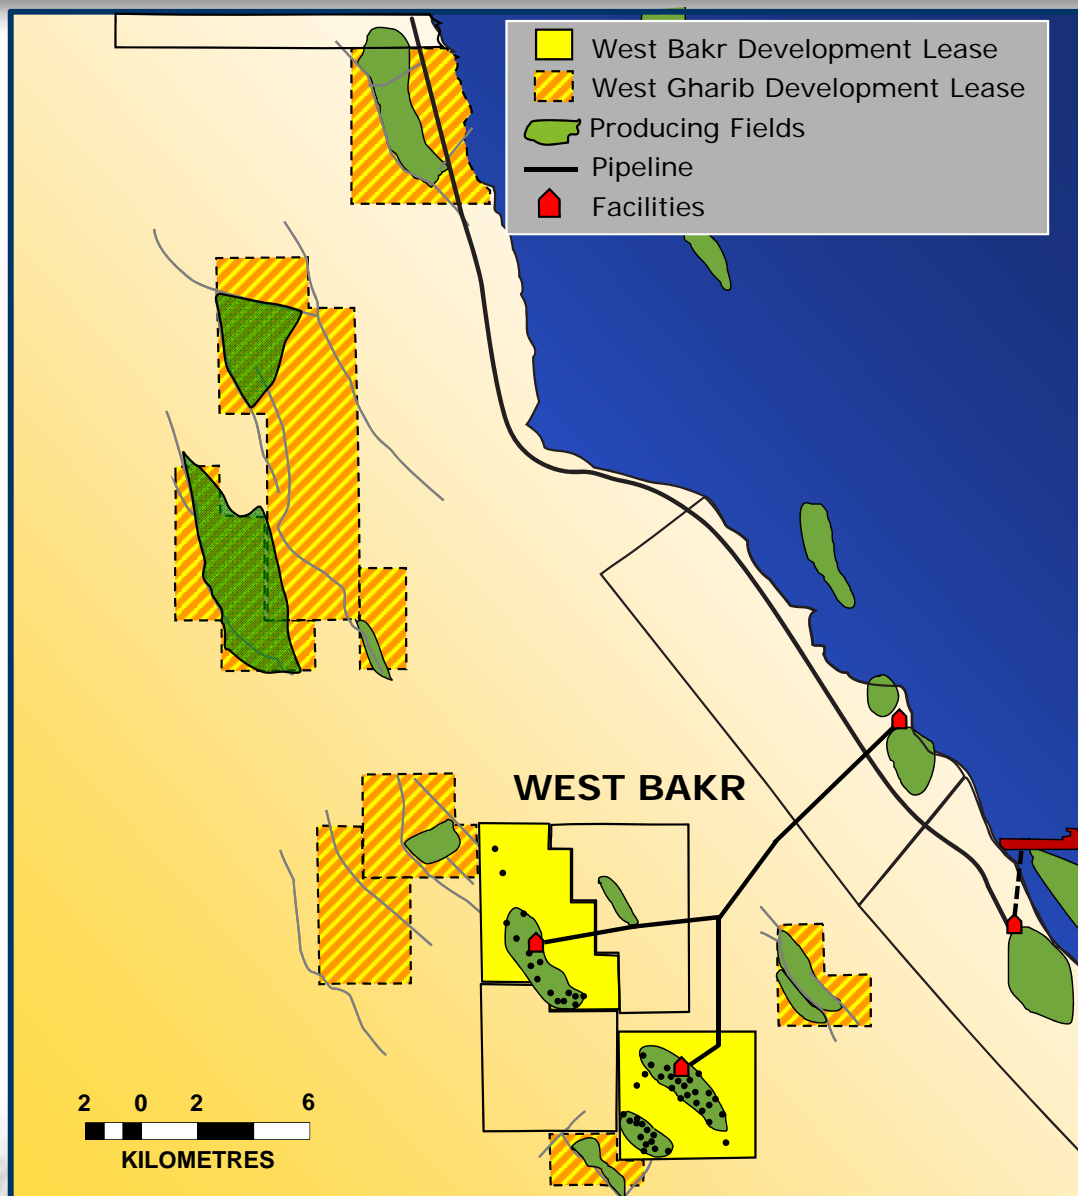 West Bakr Development Lease
West Gharib Development Lease
Producing Fields
Pipeline
Facilities
WEST BAKR
2 0 2 6
KILOMETRES